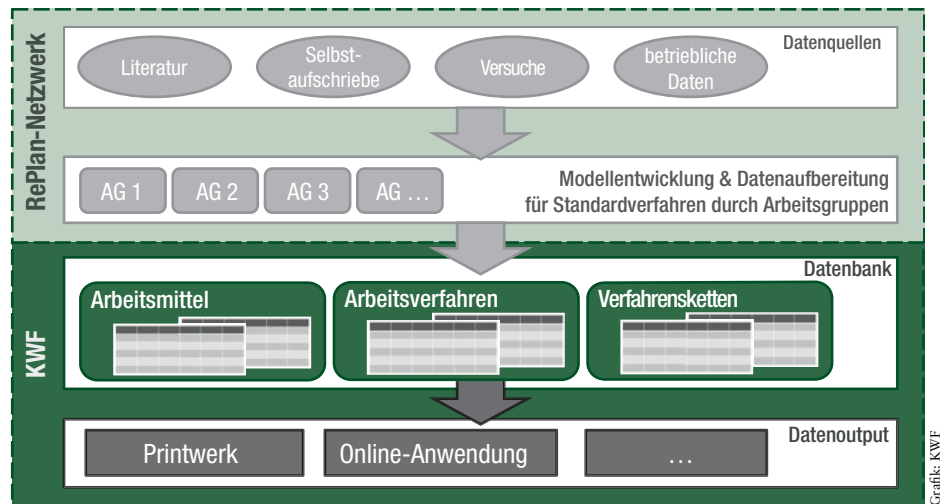 RePlan-Netzwerk
Datenquellen
Literatur
Selbst-
aufschriebe
Versuche
betriebliche
Daten
AG 1
AG 2
AG 3
AG …
Modellentwicklung & Datenaufbereitung
für Standardverfahren durch Arbeitsgruppen
KWF
Datenbank
Arbeitsmittel
Arbeitsverfahren
Verfahrensketten
Datenoutput
Printwerk
Online-Anwendung
…
Grafik: KWF